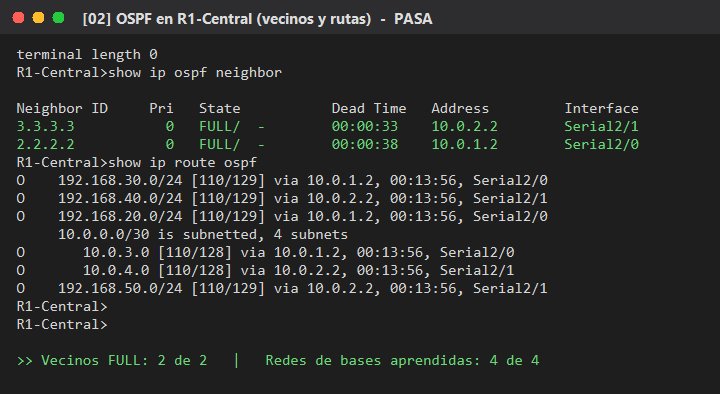 [02] OSPF en R1-Central (vecinos y rutas) - PASA
terminal length 0
R1-Central>show ip ospf neighbor
Neighbor ID     Pri   State           Dead Time   Address         Interface
3.3.3.3           0   FULL/  -        00:00:33    10.0.2.2        Serial2/1
2.2.2.2           0   FULL/  -        00:00:38    10.0.1.2        Serial2/0
R1-Central>show ip route ospf
O    192.168.30.0/24 [110/129] via 10.0.1.2, 00:13:56, Serial2/0
O    192.168.40.0/24 [110/129] via 10.0.2.2, 00:13:56, Serial2/1
O    192.168.20.0/24 [110/129] via 10.0.1.2, 00:13:56, Serial2/0
     10.0.0.0/30 is subnetted, 4 subnets
O       10.0.3.0 [110/128] via 10.0.1.2, 00:13:56, Serial2/0
O       10.0.4.0 [110/128] via 10.0.2.2, 00:13:56, Serial2/1
O    192.168.50.0/24 [110/129] via 10.0.2.2, 00:13:56, Serial2/1
R1-Central>
R1-Central>
>> Vecinos FULL: 2 de 2   |   Redes de bases aprendidas: 4 de 4